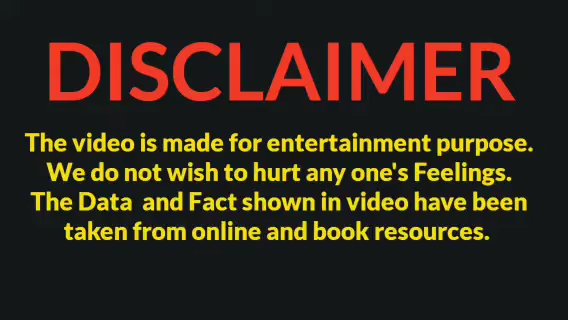 DISCLAIMER
The video is made for entertainment purpose.
We do not wish to hurt any one's Feelings.
The Data  and Fact shown in video have been
taken from online and book resources.